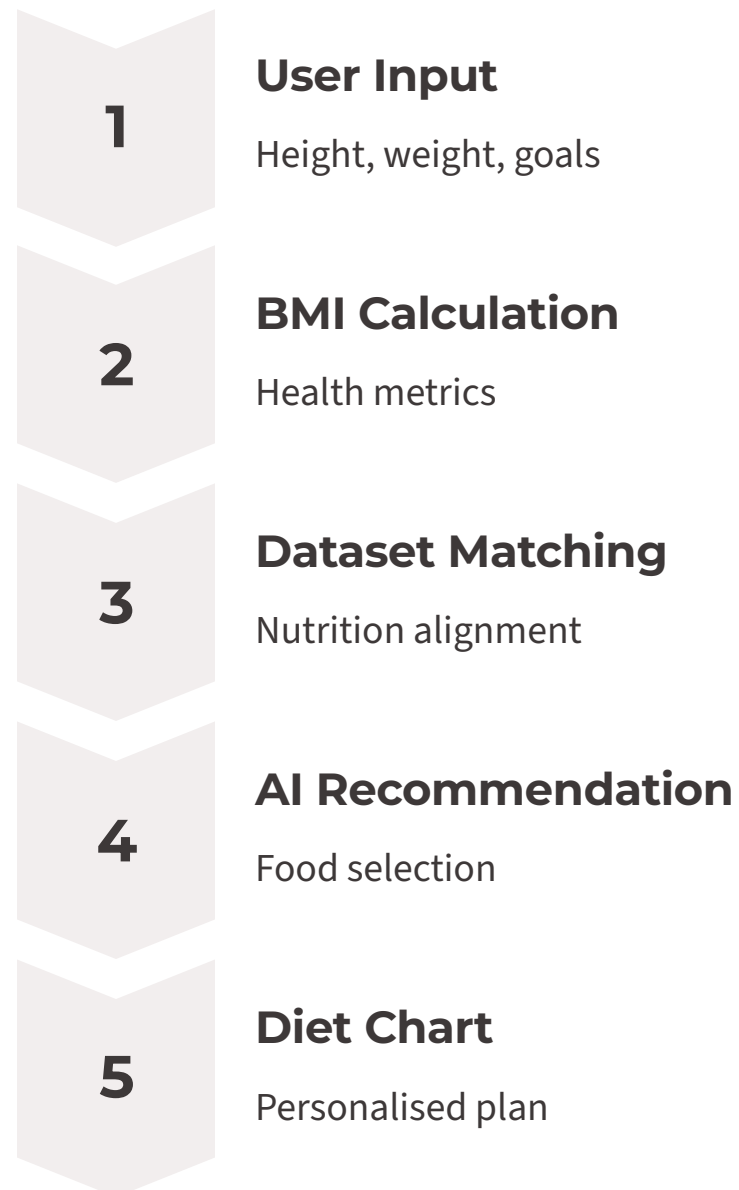 1
User Input
Height, weight, goals
2
BMI Calculation
Health metrics
3
Dataset Matching
Nutrition alignment
4
AI Recommendation
Food selection
5
Diet Chart
Personalised plan